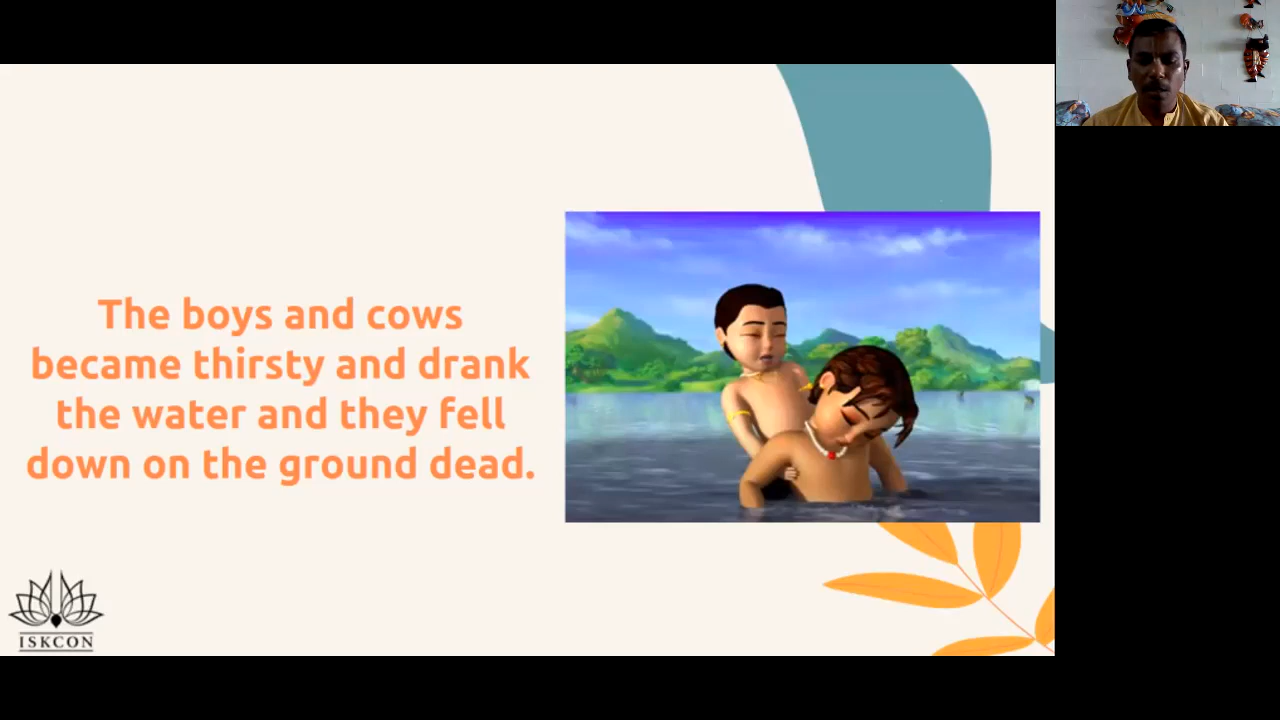 The boys and cows
became thirsty and drank
the water and they fell
down on the ground dead.
ISKCON